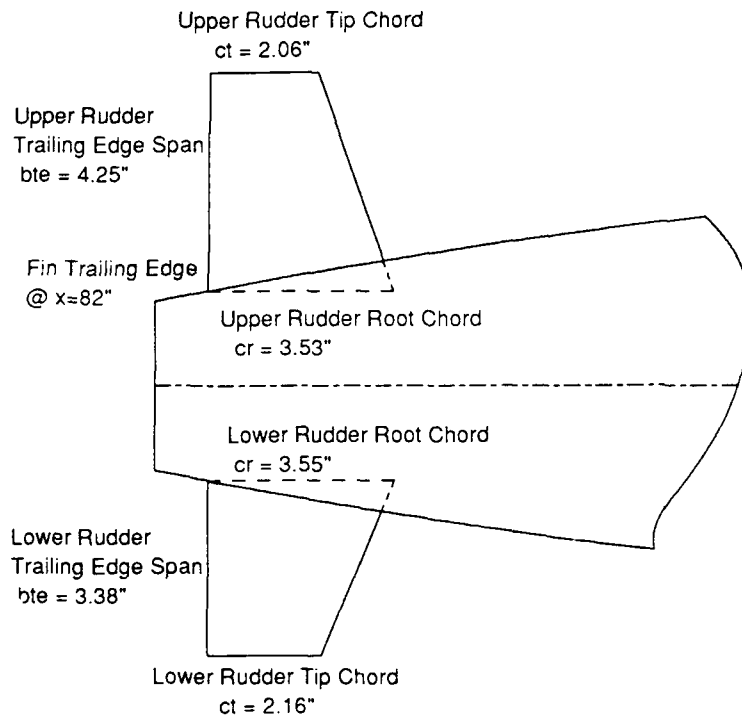 Upper Rudder Tip Chord
ct = 2.06"
Upper Rudder
Trailing Edge Span
bte = 4.25"
Fin Trailing Edge
@ x=82"
Upper Rudder Root Chord
cr = 3.53"
Lower Rudder Root Chord
cr = 3.55"
Lower Rudder
Trailing Edge Span
bte = 3.38"
Lower Rudder Tip Chord
ct = 2.16"